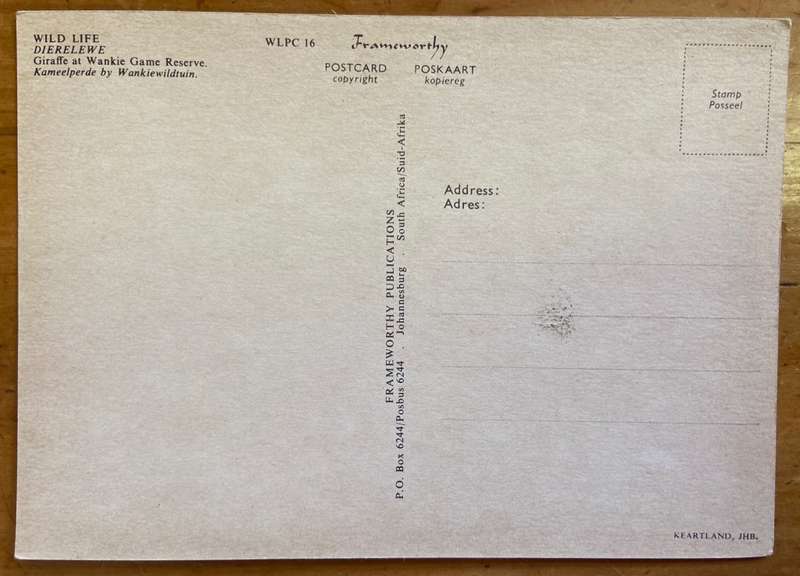 WILD LIFE
DIERELEWE
Giraffe at Wankie Game Reserve.
Kameelperde by Wankiewildtuin.
WLPC 16
Frameworthy
POSTCARD
copyright
POSKAART
kopiereg
Stamp
Posseel
FRAMEWORTHY PUBLICATIONS
P.O. Box 6244/Posbus 6244 . Johannesburg . South Africa/Suid-Afrika
Address:
Adres:
KEARTLAND, JHB.